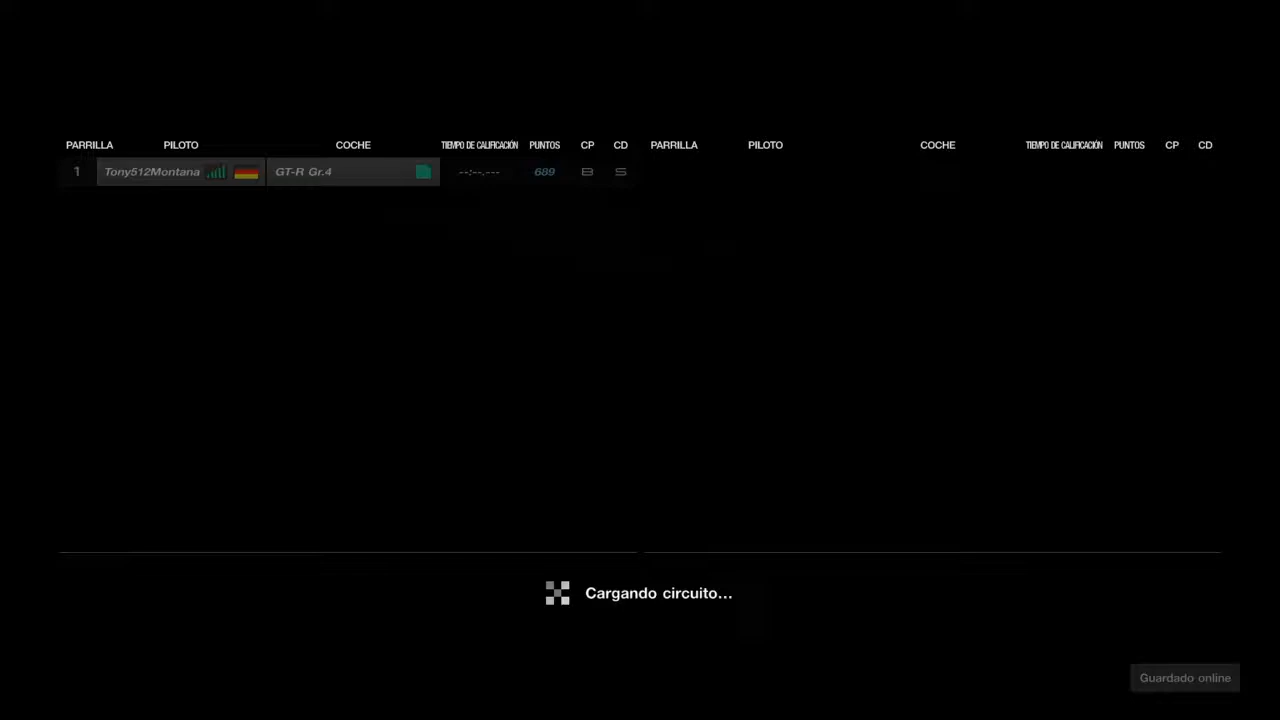 PARRILLA PILOTO COCHE TIEMPO DE CALIFICACIÓN PUNTOS CP CD PARRILLA PILOTO COCHE TIEMPO DE CALIFICACIÓN PUNTOS CP CD
1 Tony512Montana GT-R Gr.4 --:--.--- 689 B S
Cargando circuito...
Guardado online